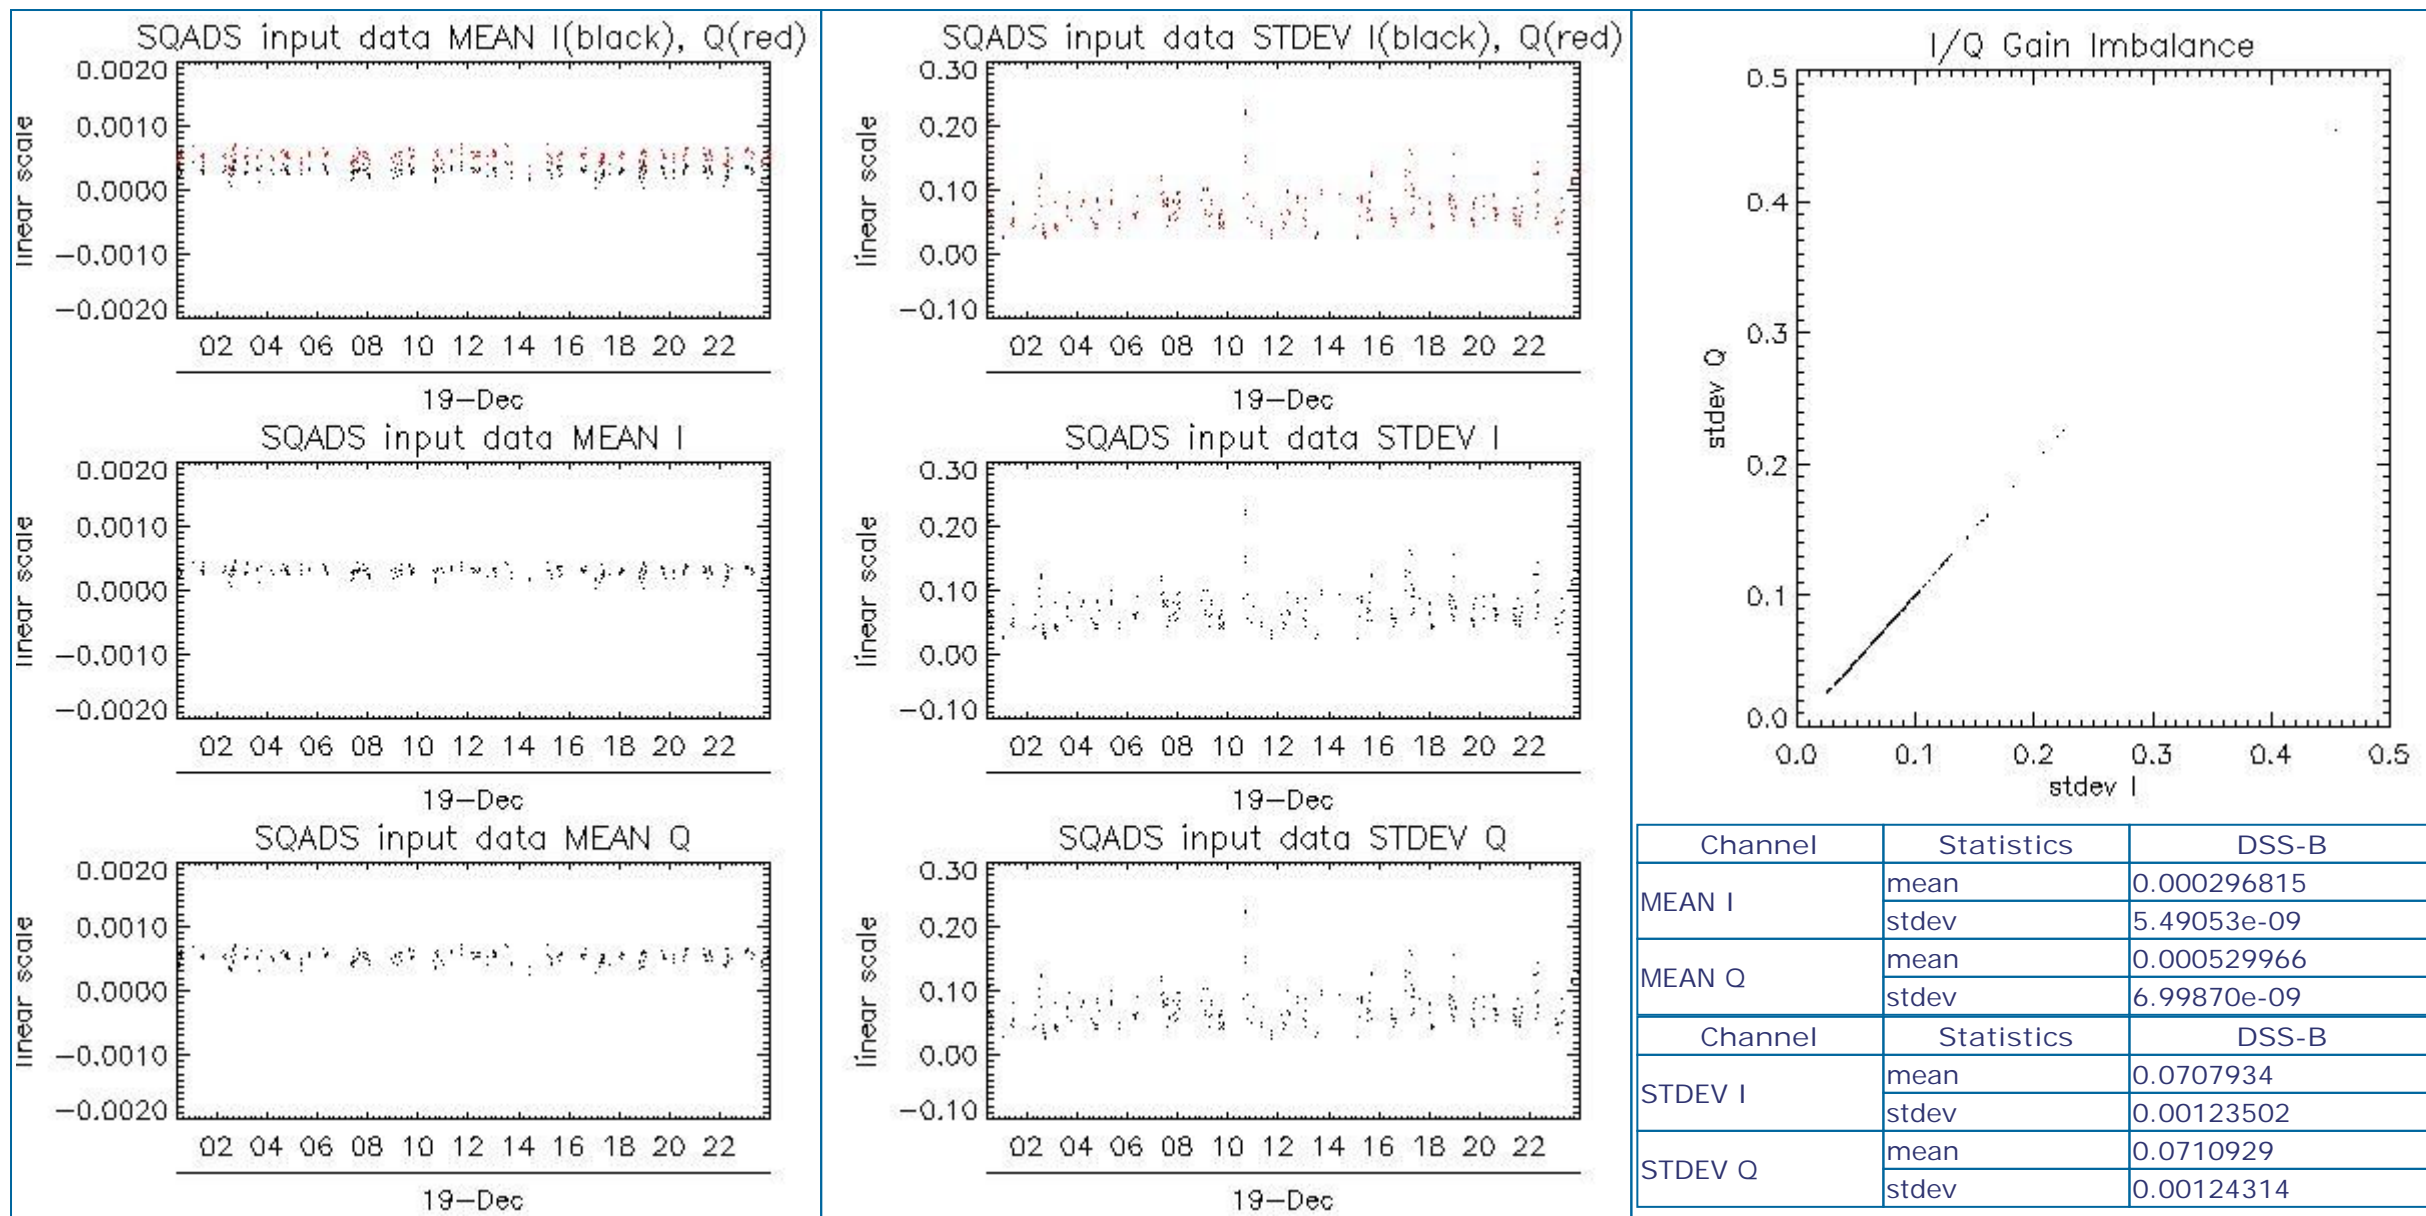 SQADS input data MEAN I(black), Q(red)
0.0020
0.0010
0.0000
−0.0010
−0.0020
linear scale
02 04 06 08 10 12 14 16 18 20 22
19−Dec
SQADS input data MEAN I
0.0020
0.0010
0.0000
−0.0010
−0.0020
linear scale
02 04 06 08 10 12 14 16 18 20 22
19−Dec
SQADS input data MEAN Q
0.0020
0.0010
0.0000
−0.0010
−0.0020
linear scale
02 04 06 08 10 12 14 16 18 20 22
19−Dec
SQADS input data STDEV I(black), Q(red)
0.30
0.20
0.10
0.00
−0.10
linear scale
02 04 06 08 10 12 14 16 18 20 22
19−Dec
SQADS input data STDEV I
0.30
0.20
0.10
0.00
−0.10
linear scale
02 04 06 08 10 12 14 16 18 20 22
19−Dec
SQADS input data STDEV Q
0.30
0.20
0.10
0.00
−0.10
linear scale
02 04 06 08 10 12 14 16 18 20 22
19−Dec
I/Q Gain Imbalance
0.5
0.4
0.3
0.2
0.1
0.0
stdev Q
0.0 0.1 0.2 0.3 0.4 0.5
stdev I
Channel Statistics DSS-B
MEAN I
mean 0.000296815
stdev 5.49053e-09
MEAN Q
mean 0.000529966
stdev 6.99870e-09
Channel Statistics DSS-B
STDEV I
mean 0.0707934
stdev 0.00123502
STDEV Q
mean 0.0710929
stdev 0.00124314